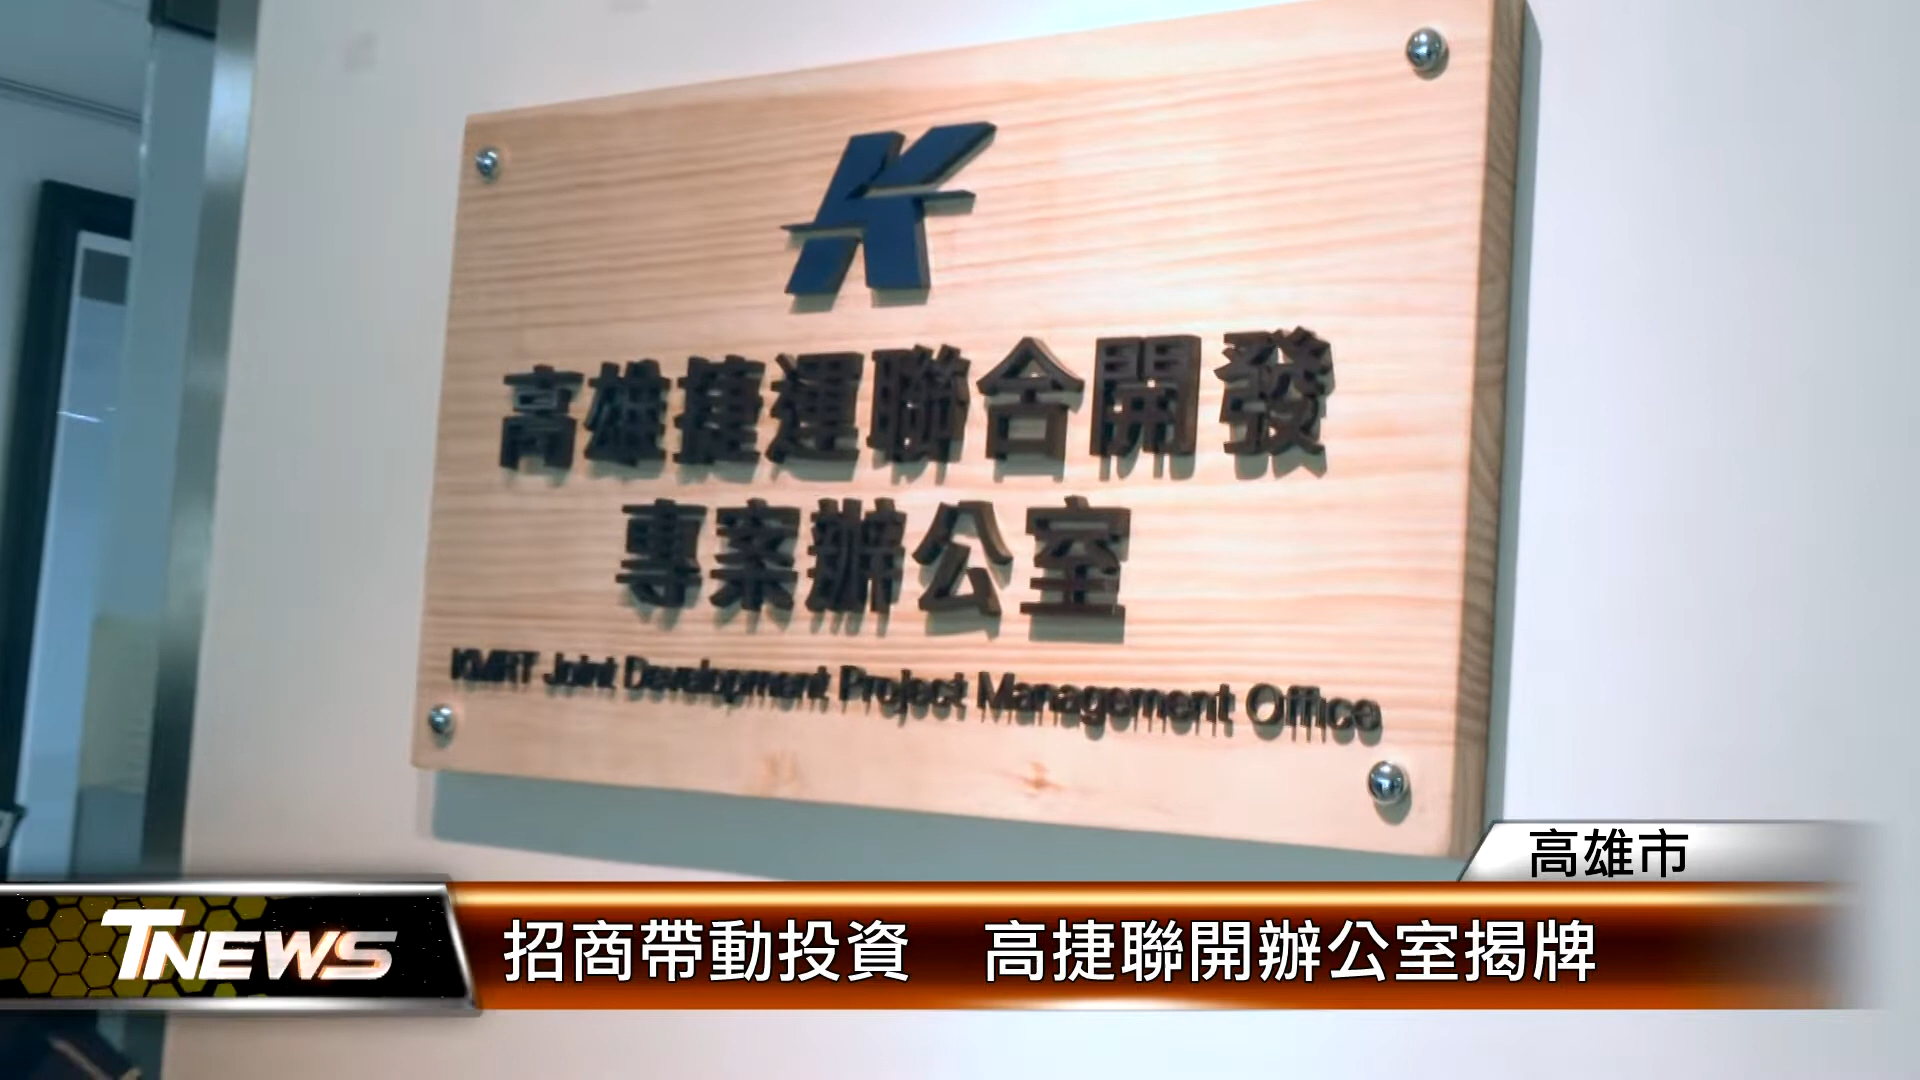 高雄捷運聯合開發
專案辦公室
KMRT Joint Development Project Management Office
高雄市
TNEWS
招商帶動投資 高捷聯開辦公室揭牌